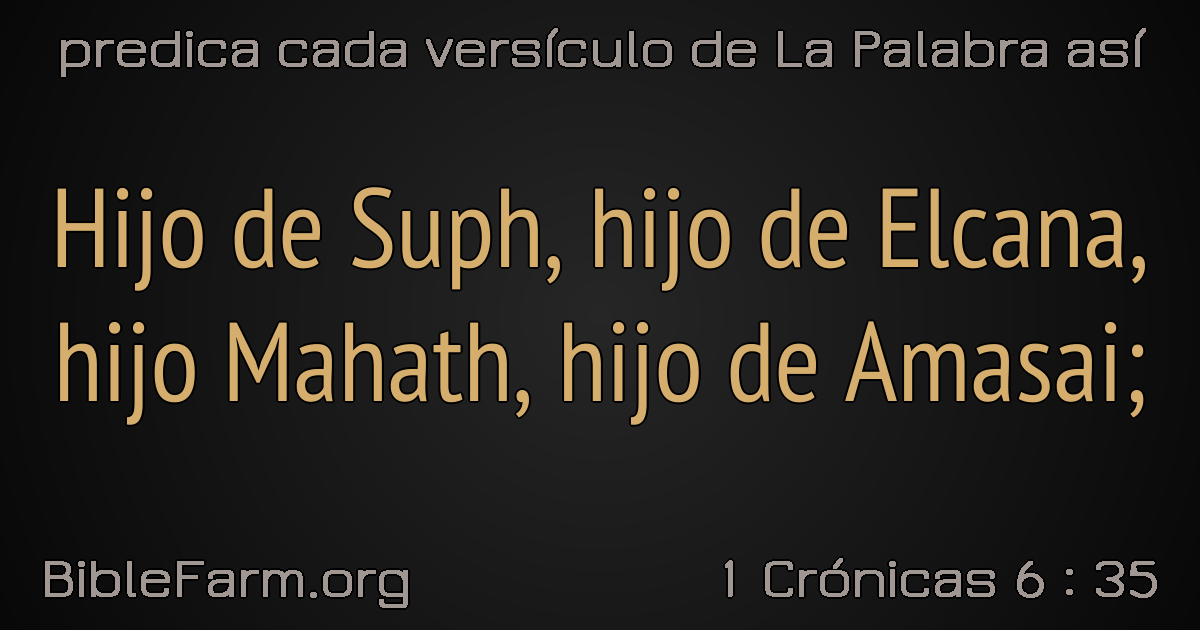 predica cada versículo de La Palabra así
Hijo de Suph, hijo de Elcana,
hijo Mahath, hijo de Amasai;
BibleFarm.org
1 Crónicas 6 : 35